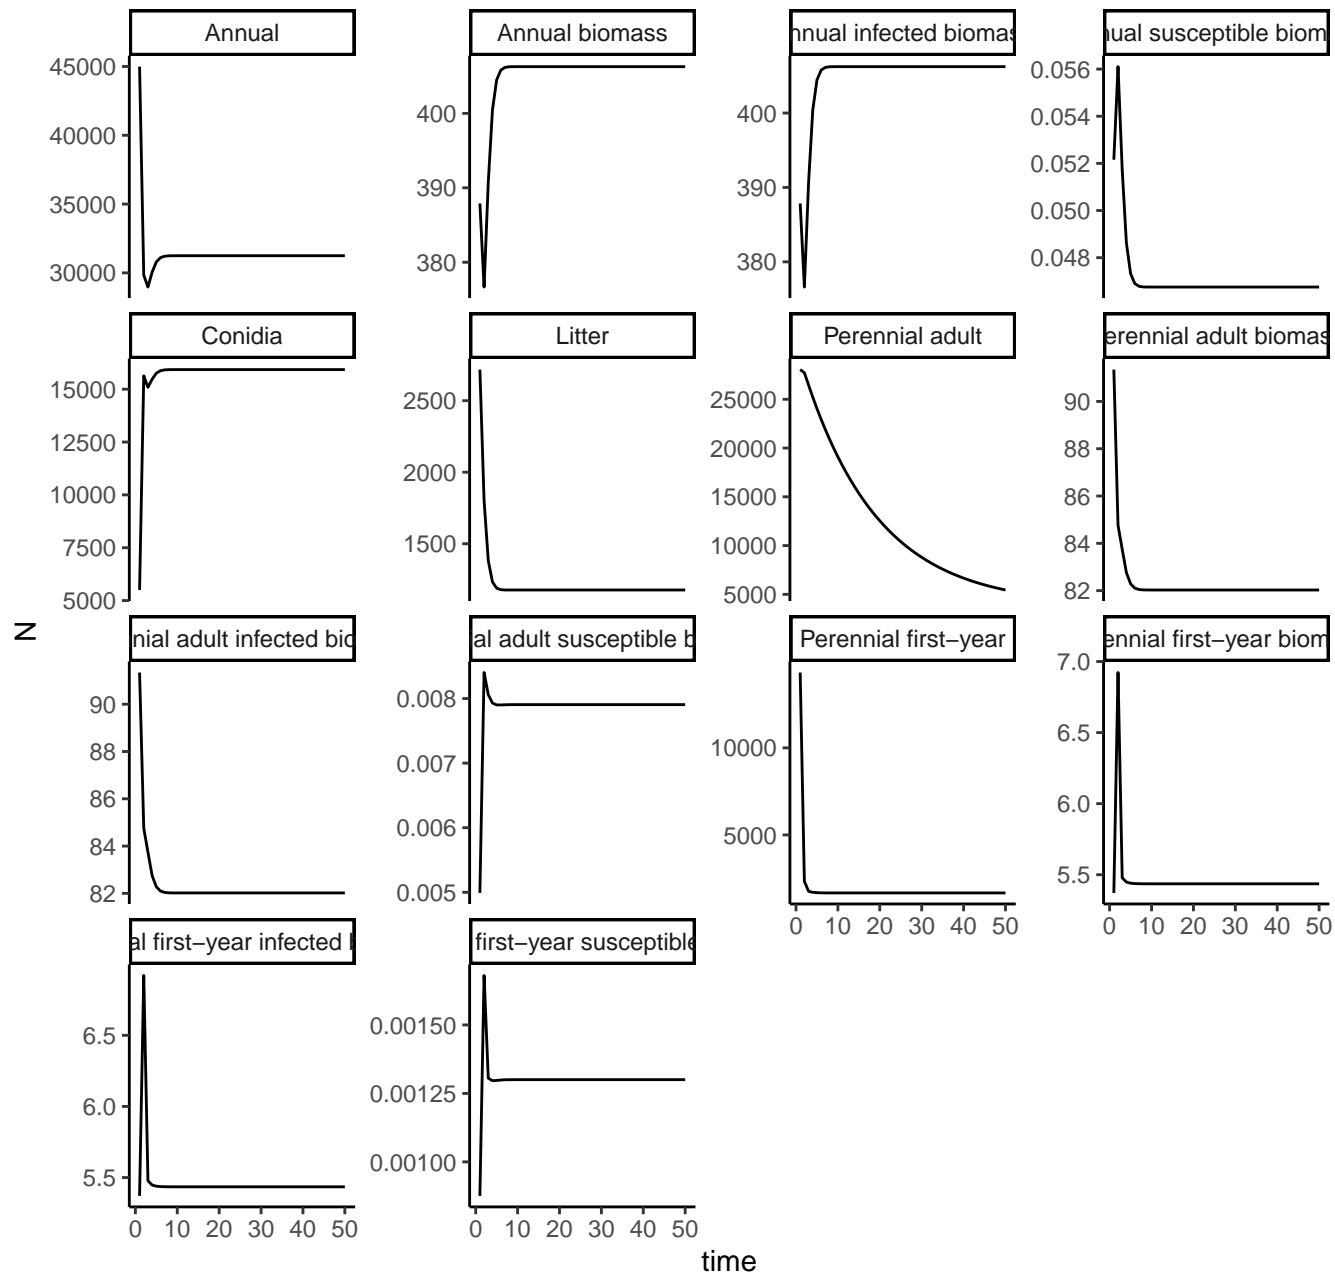 Annual
Annual biomass
nnual infected biomas
nual susceptible biom
45000
40000
35000
30000
400
390
380
400
390
380
0.056
0.054
0.052
0.050
0.048
Conidia
Litter
Perennial adult
erennial adult biomas
15000
12500
10000
7500
5000
2500
2000
1500
25000
20000
15000
10000
5000
90
88
86
84
82
nial adult infected bio
al adult susceptible b
Perennial first−year
ennial first−year biom
90
88
86
84
82
0.008
0.007
0.006
0.005
10000
5000
7.0
6.5
6.0
5.5
0 10 20 30 40 50
0 10 20 30 40 50
al first−year infected b
first−year susceptible
6.5
6.0
5.5
0.00150
0.00125
0.00100
0 10 20 30 40 50
0 10 20 30 40 50
N
time